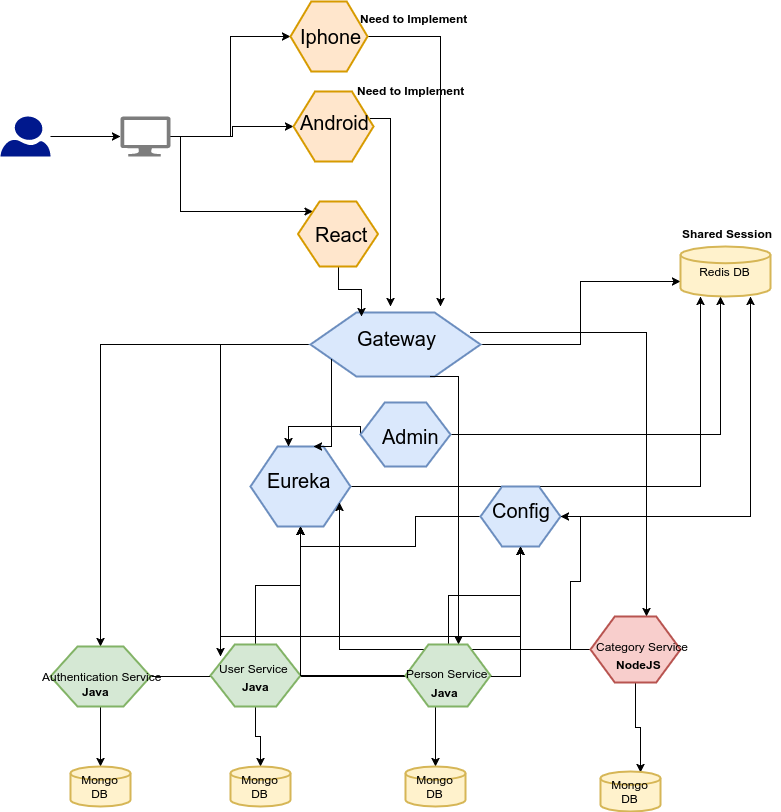 Need to Implement
Iphone
Need to Implement
Android
React
Shared Session
Redis DB
Gateway
Admin
Eureka
Config
Authentication Service
Java
User Service
Java
Person Service
Java
Category Service
NodeJS
Mongo
DB
Mongo
DB
Mongo
DB
Mongo
DB